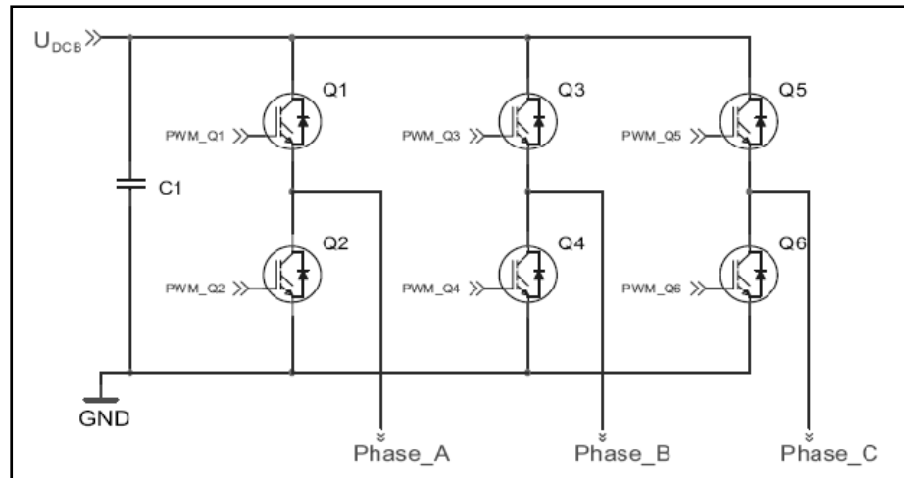 U_DCB
Q1
Q3
Q5
PWM_Q1
PWM_Q3
PWM_Q5
C1
Q2
Q4
Q6
PWM_Q2
PWM_Q4
PWM_Q6
GND
Phase_A
Phase_B
Phase_C